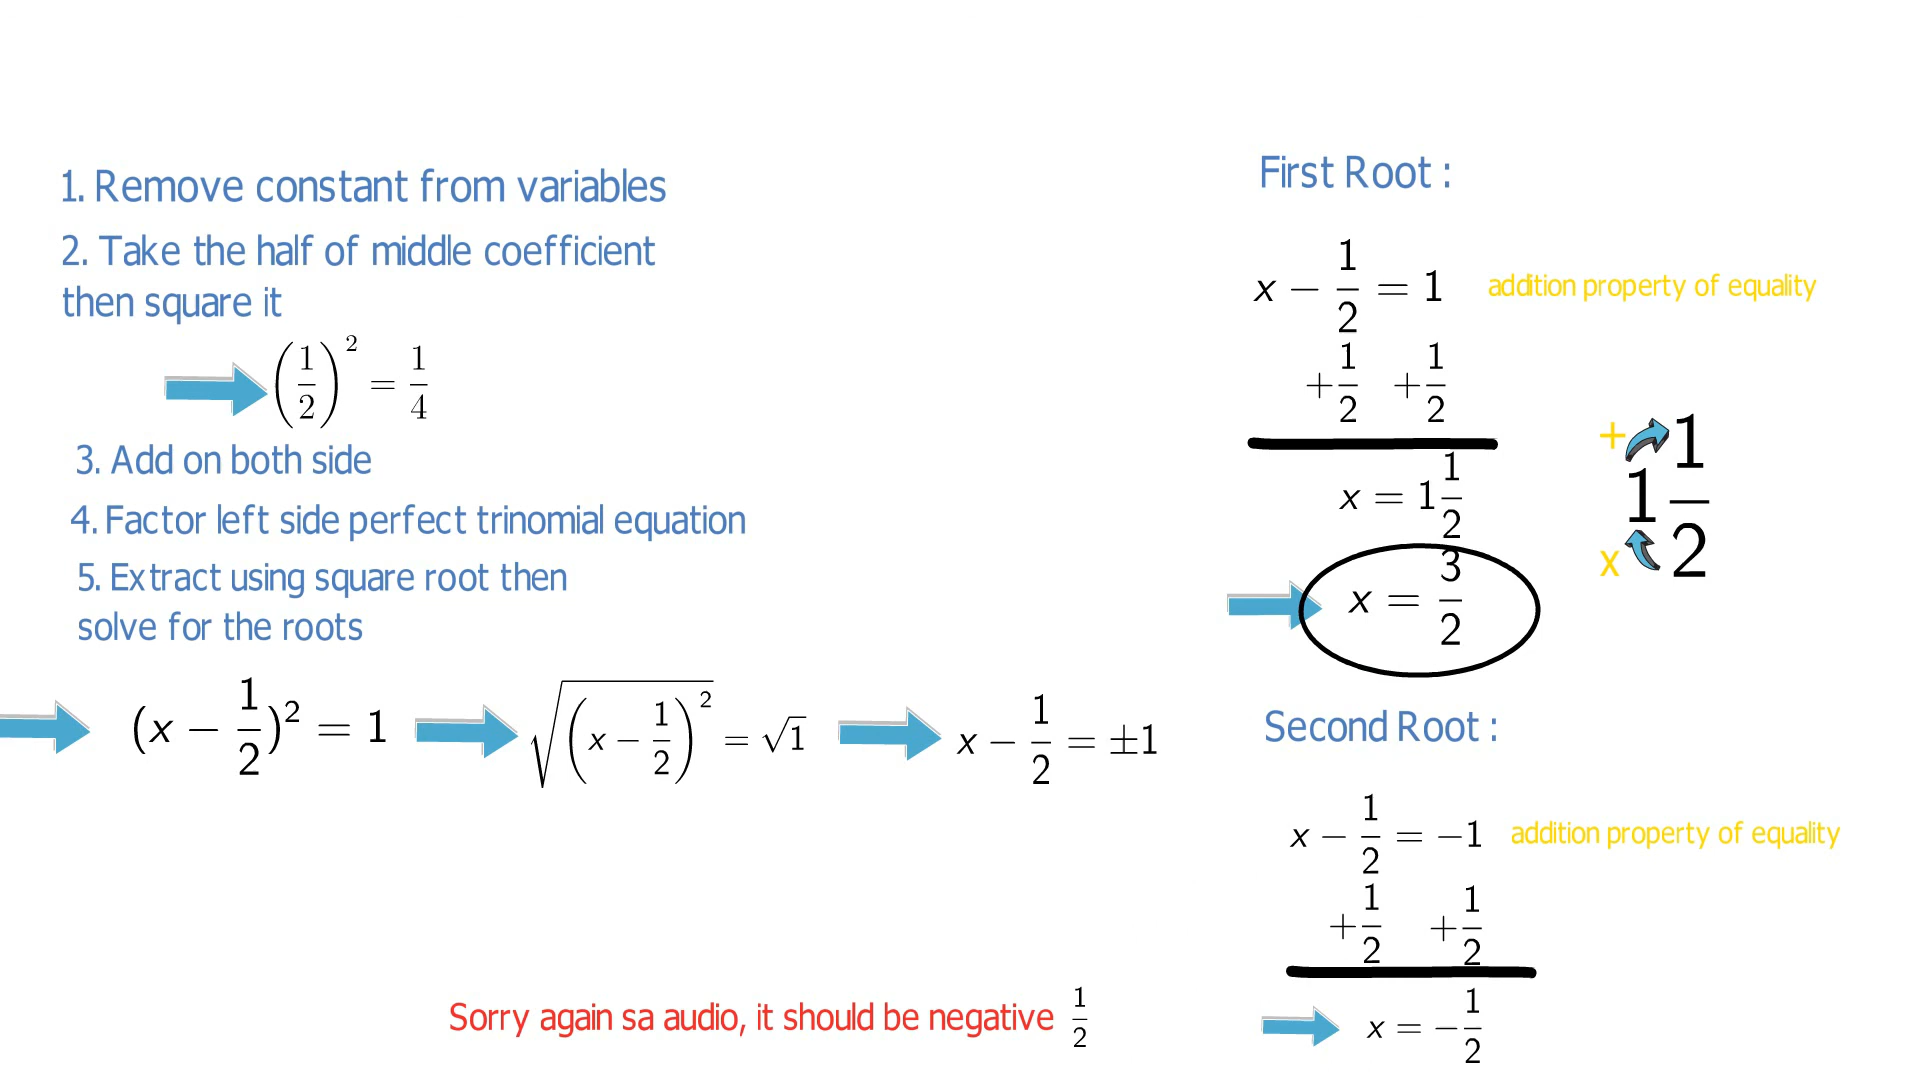 1. Remove constant from variables
2. Take the half of middle coefficient
then square it
(1/2)² = 1/4
3. Add on both side
4. Factor left side perfect trinomial equation
5. Extract using square root then
solve for the roots
(x − 1/2)² = 1
√(x − 1/2)² = √1
x − 1/2 = ±1
Sorry again sa audio, it should be negative 1/2
First Root :
x − 1/2 = 1 addition property of equality
+1/2 +1/2
x = 1 1/2
x = 3/2
+ 1 1/2 x
Second Root :
x − 1/2 = −1 addition property of equality
+1/2 +1/2
x = −1/2